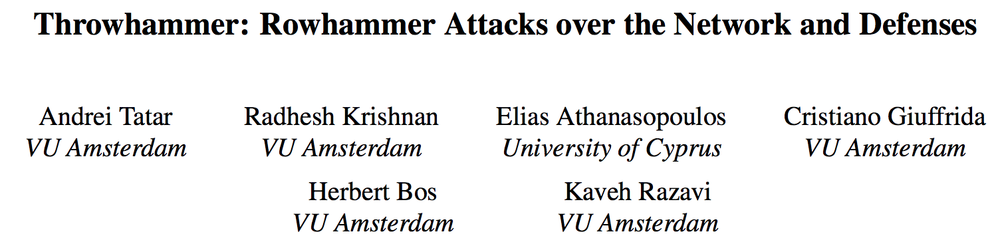 Throwhammer: Rowhammer Attacks over the Network and Defenses
Andrei Tatar Radhesh Krishnan Elias Athanasopoulos Cristiano Giuffrida
VU Amsterdam VU Amsterdam University of Cyprus VU Amsterdam
Herbert Bos Kaveh Razavi
VU Amsterdam VU Amsterdam